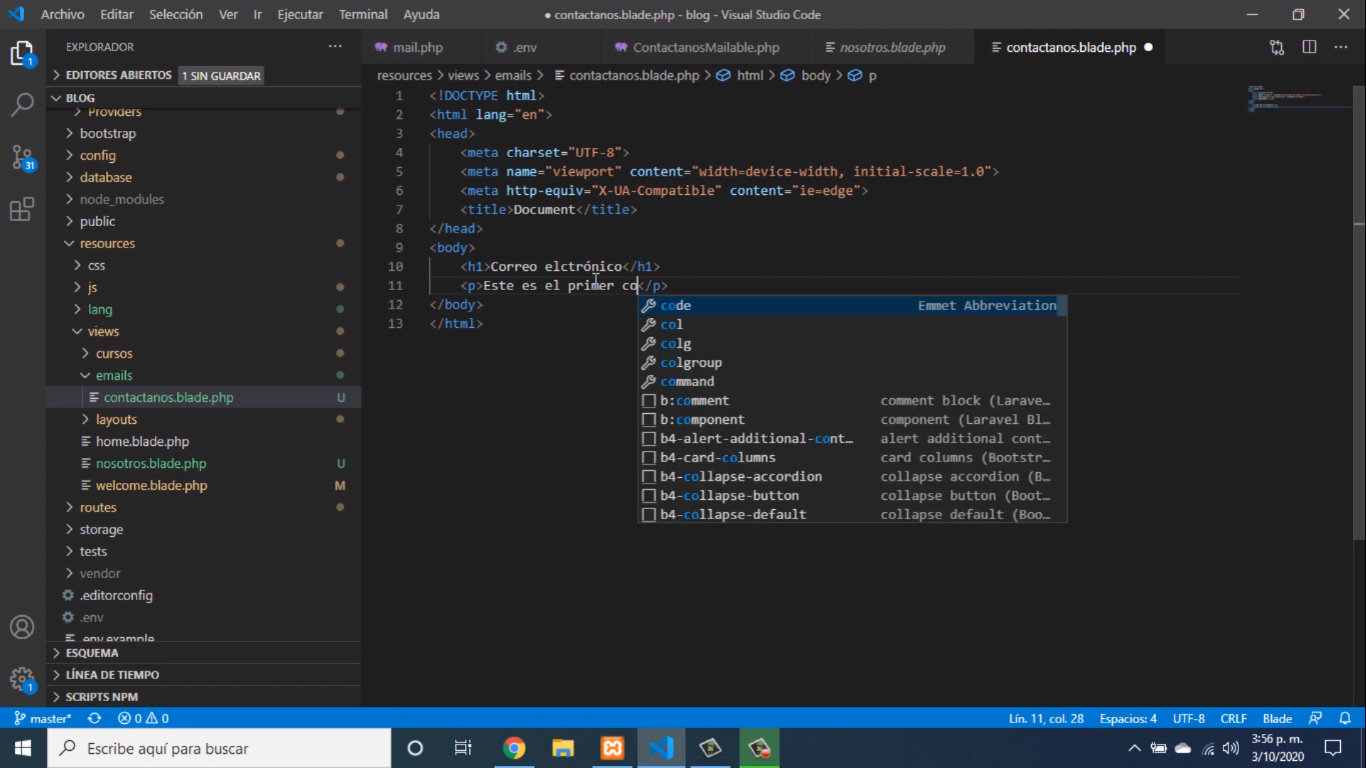 Archivo Editar Selección Ver Ir Ejecutar Terminal Ayuda
● contactanos.blade.php - blog - Visual Studio Code
EXPLORADOR
EDITORES ABIERTOS 1 SIN GUARDAR
BLOG
Providers
bootstrap
config
database
node_modules
public
resources
css
js
lang
views
cursos
emails
contactanos.blade.php U
layouts
home.blade.php
nosotros.blade.php U
welcome.blade.php M
routes
storage
tests
vendor
.editorconfig
.env
.env.example
ESQUEMA
LÍNEA DE TIEMPO
SCRIPTS NPM
1
31
1
mail.php .env ContactanosMailable.php nosotros.blade.php contactanos.blade.php ●
resources > views > emails > contactanos.blade.php > html > body > p
1 <!DOCTYPE html>
2 <html lang="en">
3 <head>
4 <meta charset="UTF-8">
5 <meta name="viewport" content="width=device-width, initial-scale=1.0">
6 <meta http-equiv="X-UA-Compatible" content="ie=edge">
7 <title>Document</title>
8 </head>
9 <body>
10 <h1>Correo elctrónico</h1>
11 <p>Este es el primer co</p>
12 </body>
13 </html>
code Emmet Abbreviation
col
colg
colgroup
command
b:comment comment block (Larave…
b:component component (Laravel Bl…
b4-alert-additional-cont… alert additional cont…
b4-card-columns card columns (Bootstr…
b4-collapse-accordion collapse accordion (B…
b4-collapse-button collapse button (Boot…
b4-collapse-default collapse default (Boo…
master* 0 0 Lín. 11, col. 28 Espacios: 4 UTF-8 CRLF Blade
Escribe aquí para buscar
3:56 p. m.
3/10/2020